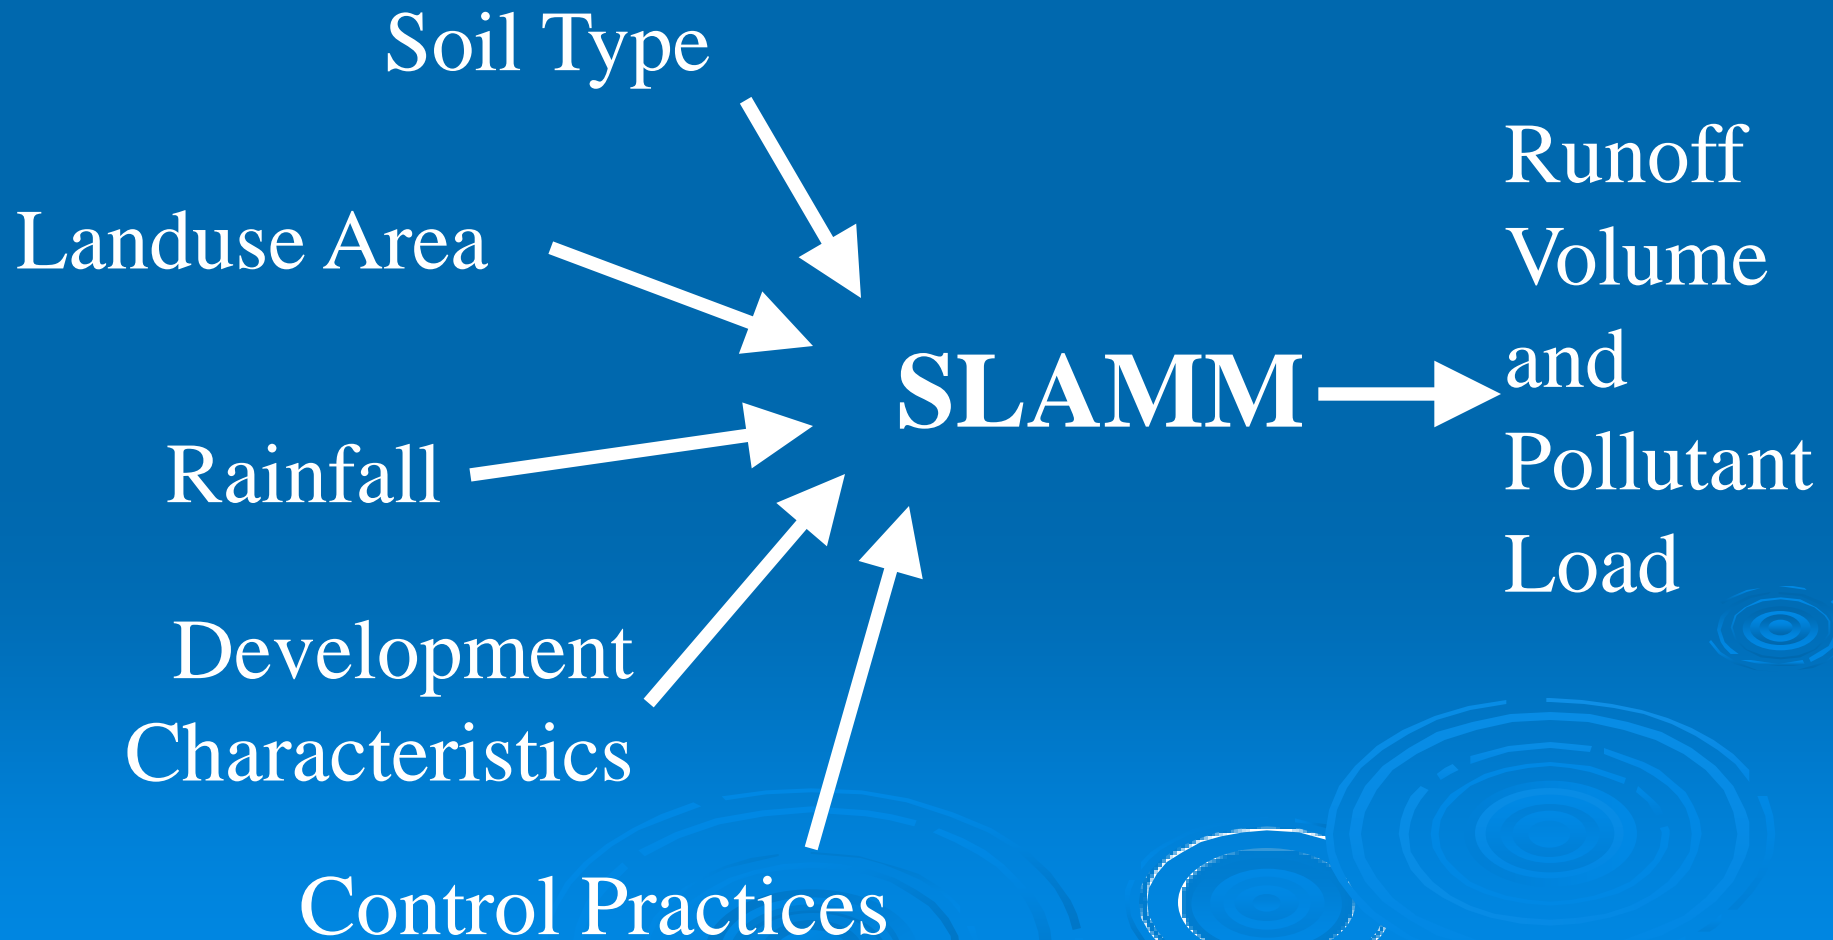 Soil Type
Landuse Area
Rainfall
Development
Characteristics
Control Practices
SLAMM
Runoff
Volume
and
Pollutant
Load